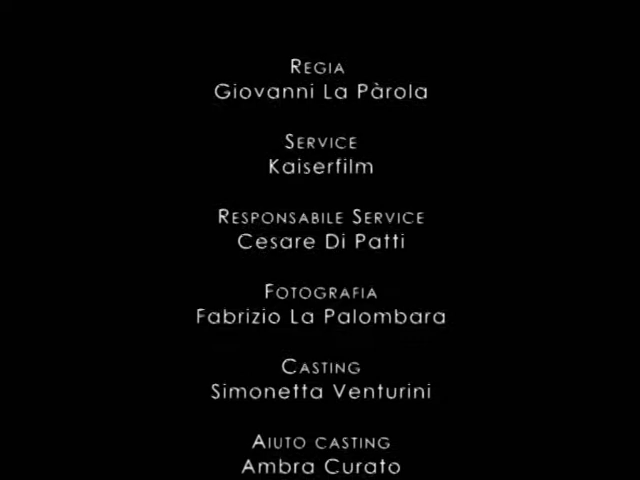 Regia
Giovanni La Pàrola
Service
Kaiserfilm
Responsabile Service
Cesare Di Patti
Fotografia
Fabrizio La Palombara
Casting
Simonetta Venturini
Aiuto casting
Ambra Curato